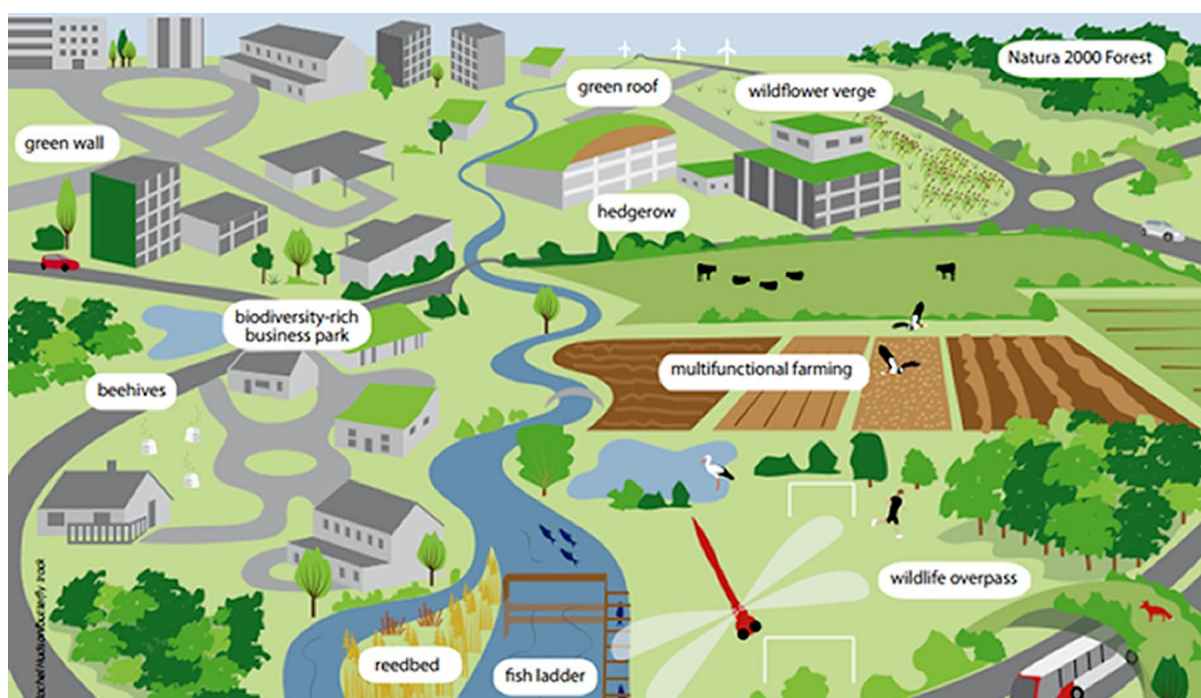 Natura 2000 Forest
green roof
wildflower verge
green wall
hedgerow
biodiversity-rich
business park
multifunctional farming
beehives
wildlife overpass
reedbed
fish ladder